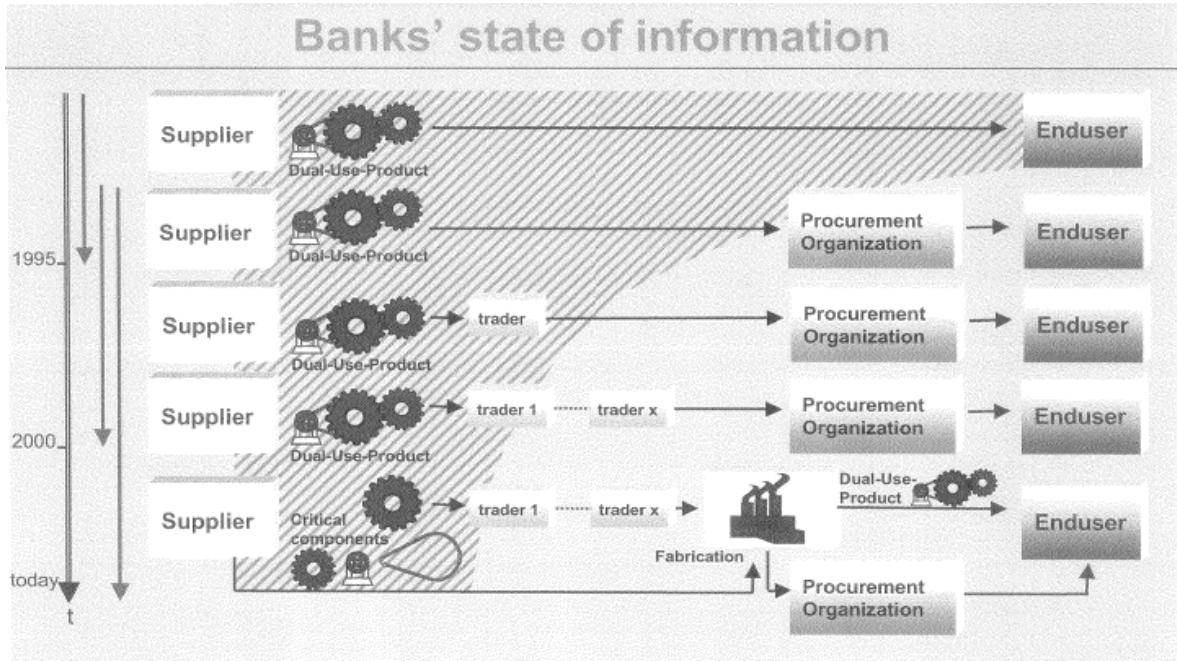 Banks' state of information
Supplier
Dual-Use-Product
Enduser
Supplier
Dual-Use-Product
Procurement
Organization
Enduser
1995
Supplier
Dual-Use-Product
trader
Procurement
Organization
Enduser
Supplier
Dual-Use-Product
trader 1
trader x
Procurement
Organization
Enduser
2000
Supplier
Critical
components
trader 1
trader x
Fabrication
Dual-Use-
Product
Enduser
Procurement
Organization
today
t